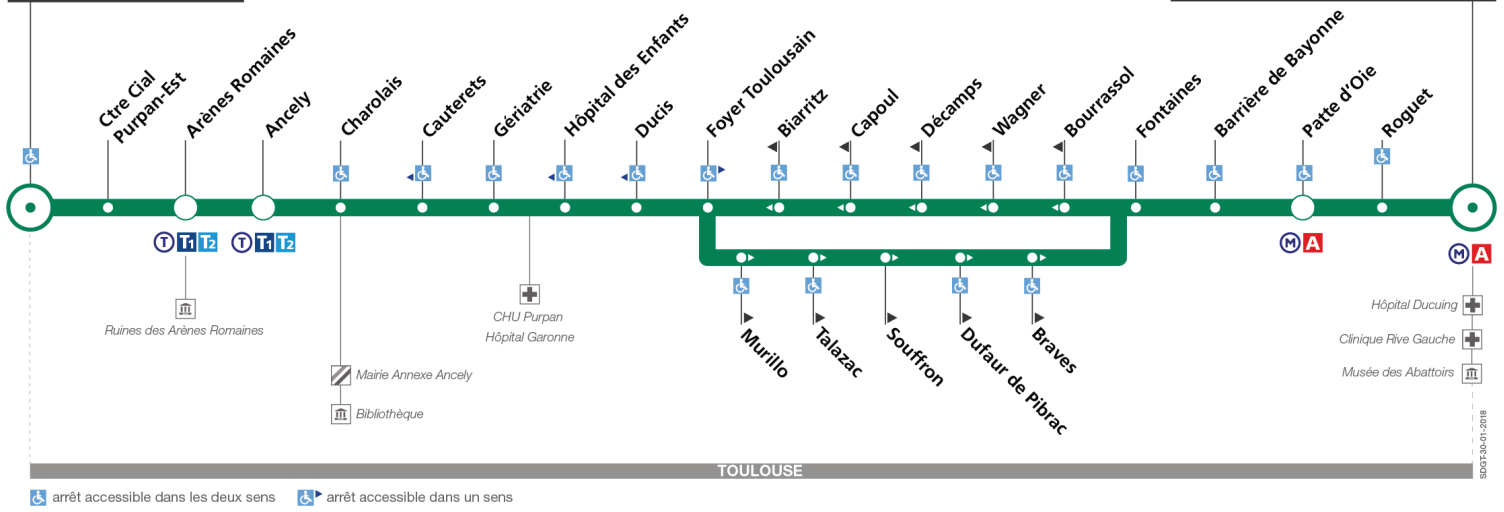 Ctre Cial
Purpan-Est
Arènes Romaines
Ancely
Charolais
Cauterets
Gériatrie
Hôpital des Enfants
Ducis
Foyer Toulousain
Biarritz
Capoul
Décamps
Wagner
Bourrassol
Fontaines
Barrière de Bayonne
Patte d'Oie
Roguet
T T1 T2
T T1 T2
M A
M A
Murillo
Talazac
Souffron
Dufaur de Pibrac
Braves
Ruines des Arènes Romaines
CHU Purpan
Hôpital Garonne
Mairie Annexe Ancely
Bibliothèque
Hôpital Ducuing
Clinique Rive Gauche
Musée des Abattoirs
SDGT-30-01-2018
TOULOUSE
arrêt accessible dans les deux sens
arrêt accessible dans un sens